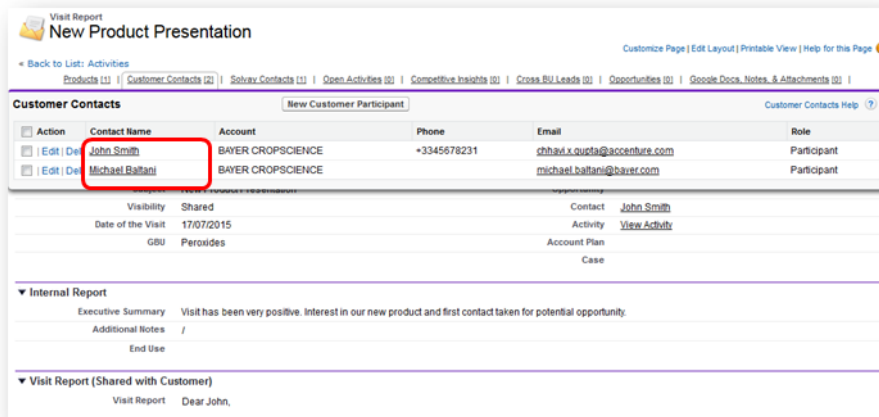 Visit Report
New Product Presentation
Customize Page | Edit Layout | Printable View | Help for this Page
« Back to List: Activities
Products [1] | Customer Contacts [2] | Solvay Contacts [1] | Open Activities [0] | Competitive Insights [0] | Cross BU Leads [0] | Opportunities [0] | Google Docs, Notes, & Attachments [0] |
Customer Contacts New Customer Participant Customer Contacts Help ?
Action Contact Name Account Phone Email Role
| Edit | Del John Smith BAYER CROPSCIENCE +3345678231 chhavi.x.gupta@accenture.com Participant
| Edit | Del Michael Baltani BAYER CROPSCIENCE michael.baltani@bayer.com Participant
Visibility Shared Contact John Smith
Date of the Visit 17/07/2015 Activity View Activity
GBU Peroxides Account Plan
Case
Internal Report
Executive Summary Visit has been very positive. Interest in our new product and first contact taken for potential opportunity.
Additional Notes /
End Use
Visit Report (Shared with Customer)
Visit Report Dear John,